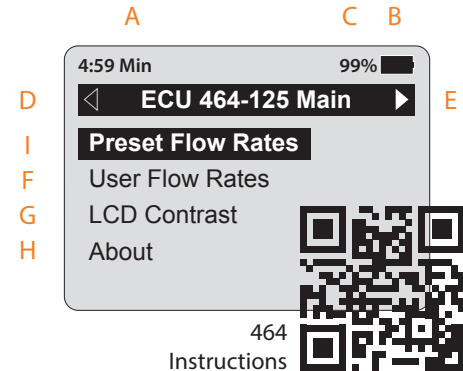 A C B
4:59 Min 99%
D ECU 464-125 Main E
I Preset Flow Rates
F User Flow Rates
G LCD Contrast
H About
464
Instructions